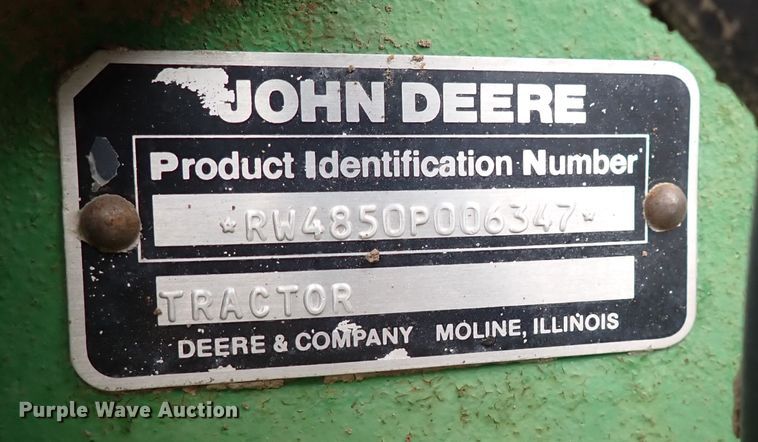 JOHN DEERE
Product Identification Number
*RW4850P006347*
TRACTOR
DEERE & COMPANY MOLINE, ILLINOIS
Purple Wave Auction